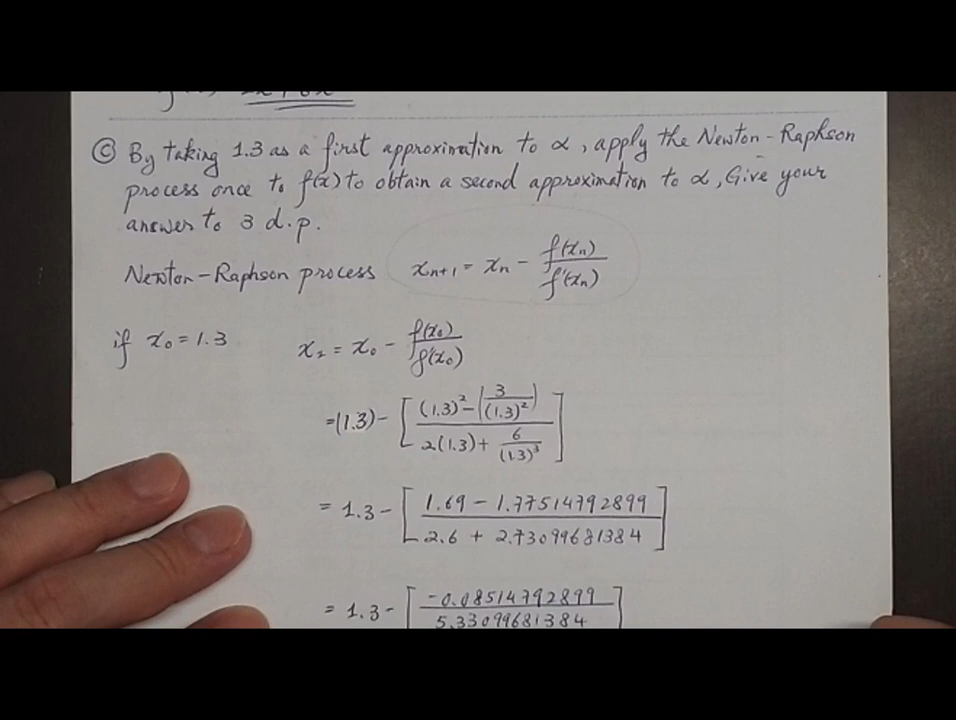 Ⓒ By taking 1.3 as a first approximation to α, apply the Newton-Raphson
process once to f(x) to obtain a second approximation to α, Give your
answer to 3 d.p.
Newton-Raphson process xₙ₊₁ = xₙ - f(xₙ)/f'(xₙ)
if x₀ = 1.3 x₁ = x₀ - f(x₀)/f'(x₀)
=(1.3)- [((1.3)² - (3/(1.3)²))/(2(1.3) + 6/(1.3)³)]
= 1.3 - [(1.69 - 1.77514792899)/(2.6 + 2.73099681384)]
= 1.3 - [-0.08514792899/5.33099681384]